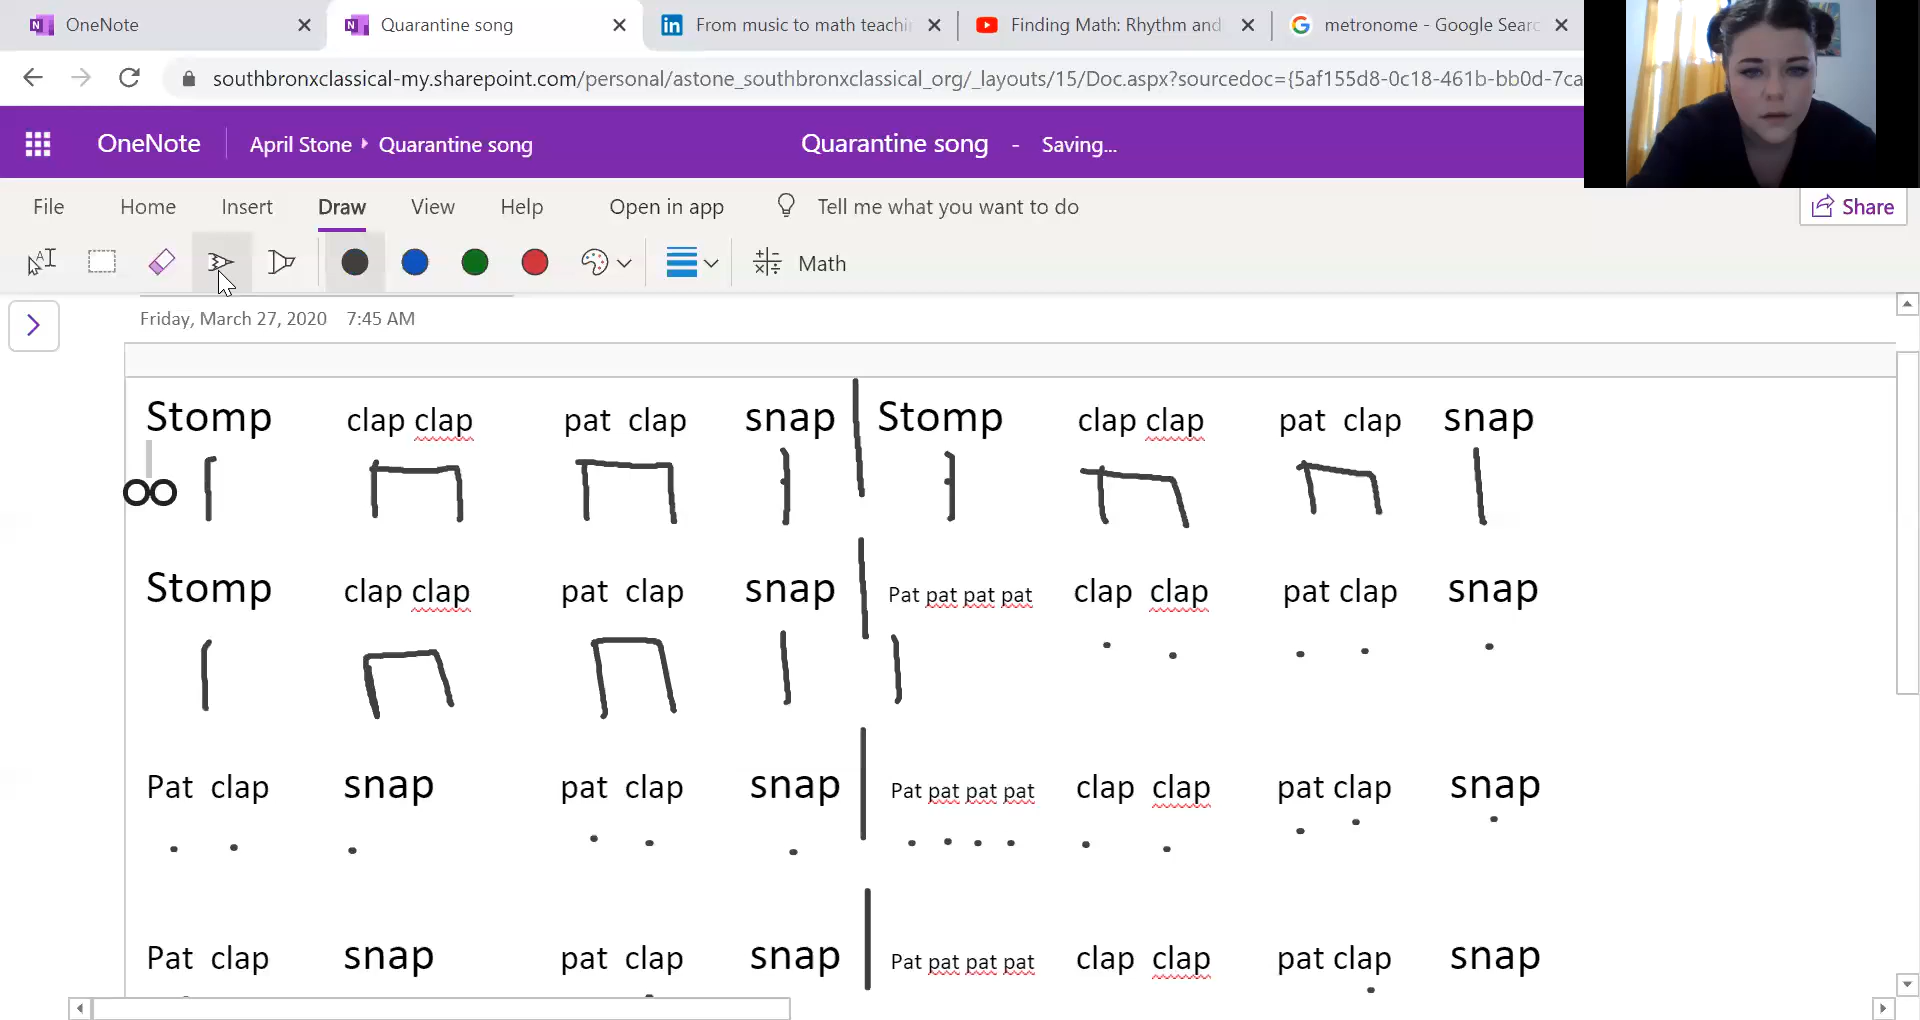 OneNote
Quarantine song
From music to math teachi
Finding Math: Rhythm and
metronome - Google Searc
southbronxclassical-my.sharepoint.com/personal/astone_southbronxclassical_org/_layouts/15/Doc.aspx?sourcedoc={5af155d8-0c18-461b-bb0d-7ca
OneNote April Stone Quarantine song Quarantine song - Saving...
File Home Insert Draw View Help Open in app Tell me what you want to do Share
Math
Friday, March 27, 2020 7:45 AM
Stomp clap clap pat clap snap Stomp clap clap pat clap snap
Stomp clap clap pat clap snap Pat pat pat pat clap clap pat clap snap
Pat clap snap pat clap snap Pat pat pat pat clap clap pat clap snap
Pat clap snap pat clap snap Pat pat pat pat clap clap pat clap snap